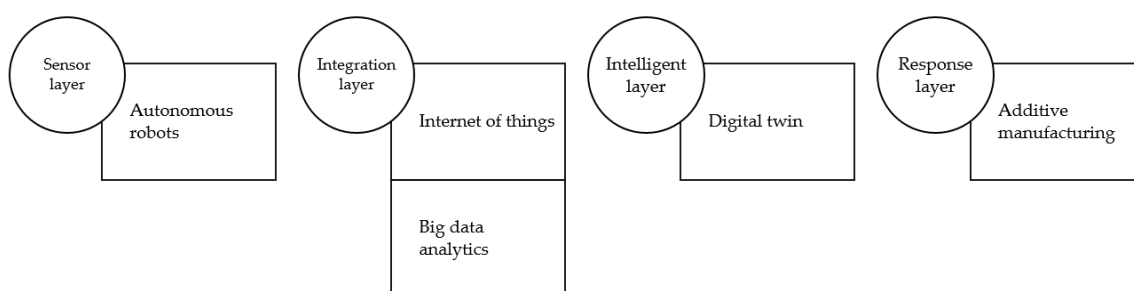 Sensor
layer
Autonomous
robots
Integration
layer
Internet of things
Big data
analytics
Intelligent
layer
Digital twin
Response
layer
Additive
manufacturing